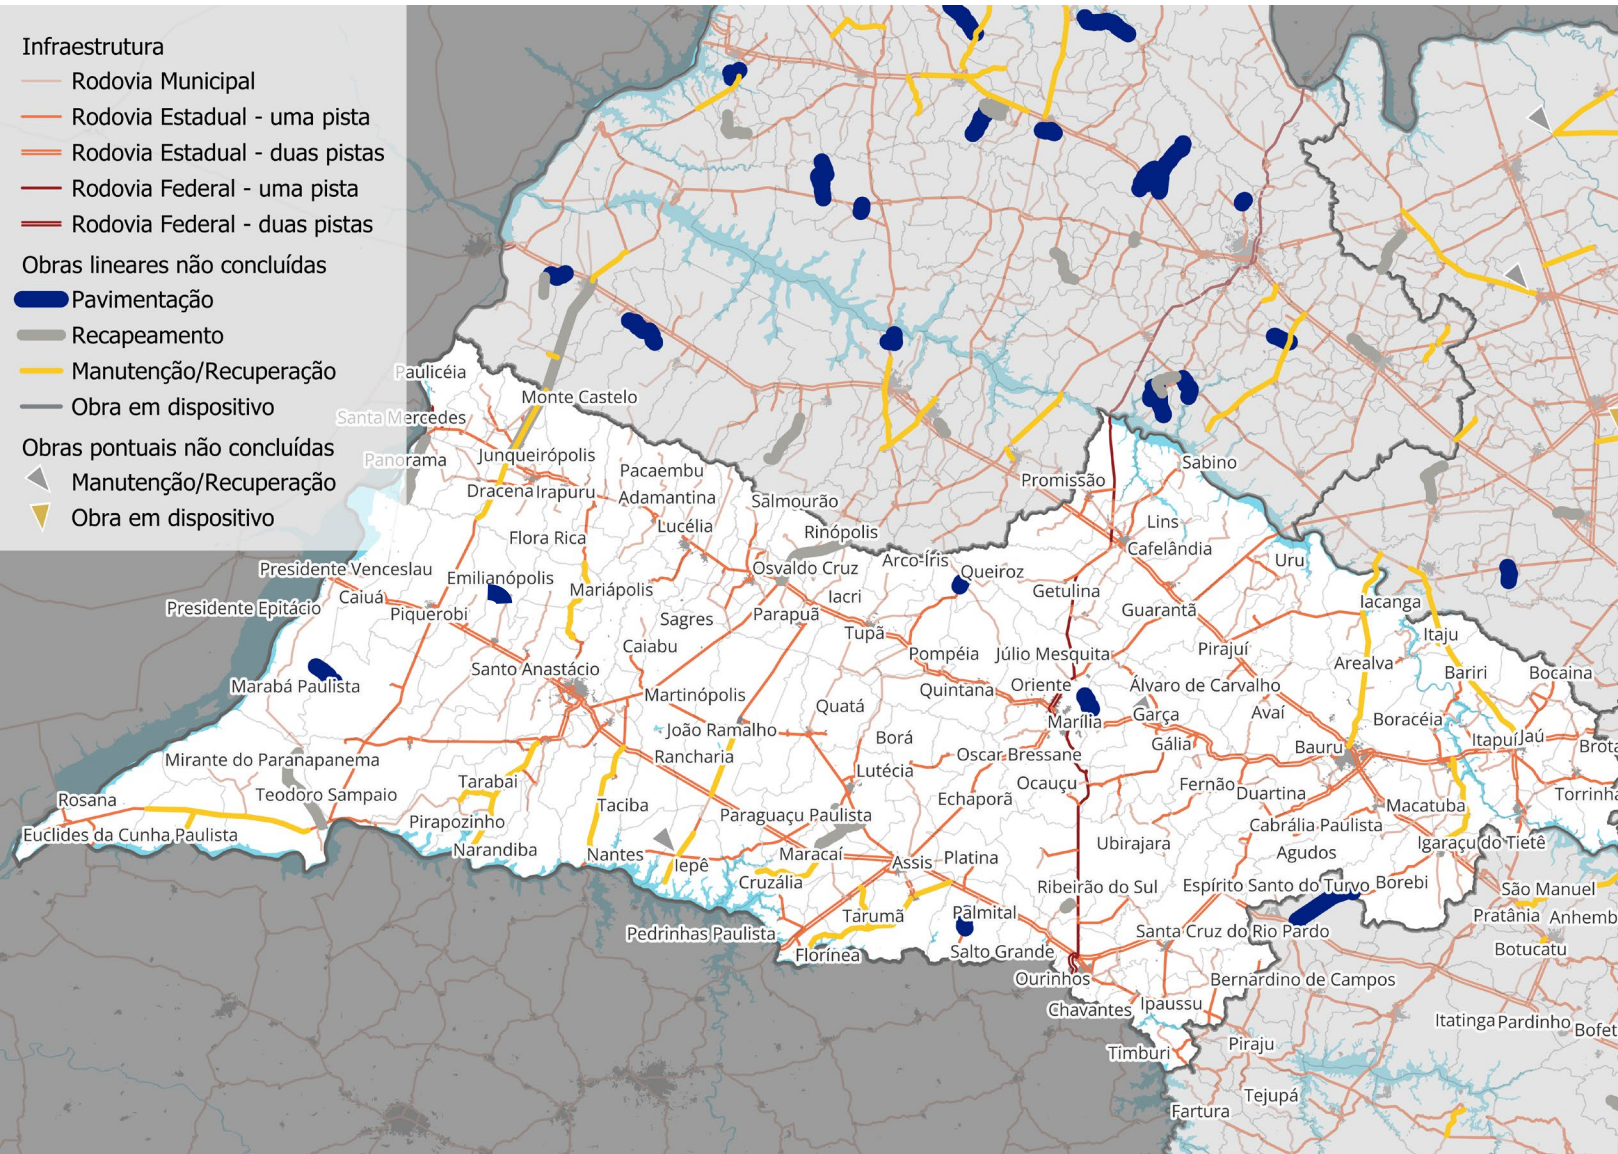 Infraestrutura
Rodovia Municipal
Rodovia Estadual - uma pista
Rodovia Estadual - duas pistas
Rodovia Federal - uma pista
Rodovia Federal - duas pistas
Obras lineares não concluídas
Pavimentação
Recapeamento
Manutenção/Recuperação
Obra em dispositivo
Obras pontuais não concluídas
Manutenção/Recuperação
Obra em dispositivo
Paulicéia
Monte Castelo
Santa Mercedes
Panorama
Junqueirópolis
Sabino
Pacaembu
Promissão
Dracena
Irapuru
Adamantina
Salmourão
Lucélia
Lins
Flora Rica
Rinópolis
Cafelândia
Arco-Íris
Uru
Presidente Venceslau
Emilianópolis
Osvaldo Cruz
Queiroz
Caiuá
Mariápolis
Iacri
Getulina
Presidente Epitácio
Piquerobi
Sagres
Parapuã
Guarantã
Iacanga
Tupã
Itaju
Caiabu
Pompéia
Júlio Mesquita
Pirajuí
Arealva
Santo Anastácio
Bariri
Bocaina
Marabá Paulista
Martinópolis
Quintana
Oriente
Álvaro de Carvalho
Quatá
Marília
Garça
Avaí
Boracéia
João Ramalho
Borá
Gália
Bauru
Itapuí
Jaú
Brota
Mirante do Paranapanema
Rancharia
Oscar Bressane
Lutécia
Tarabai
Ocauçu
Fernão
Duartina
Teodoro Sampaio
Rosana
Taciba
Echaporã
Macatuba
Torrinha
Pirapozinho
Paraguaçu Paulista
Cabrália Paulista
Euclides da Cunha Paulista
Ubirajara
Igaraçu do Tietê
Narandiba
Nantes
Maracaí
Agudos
Iepê
Assis
Platina
Cruzália
Ribeirão do Sul
Espírito Santo do Turvo
Borebi
São Manuel
Tarumã
Palmital
Pratânia
Anhemb
Pedrinhas Paulista
Santa Cruz do Rio Pardo
Florínea
Salto Grande
Botucatu
Ourinhos
Bernardino de Campos
Chavantes
Ipaussu
Itatinga
Pardinho
Bofet
Timburi
Piraju
Tejupá
Fartura